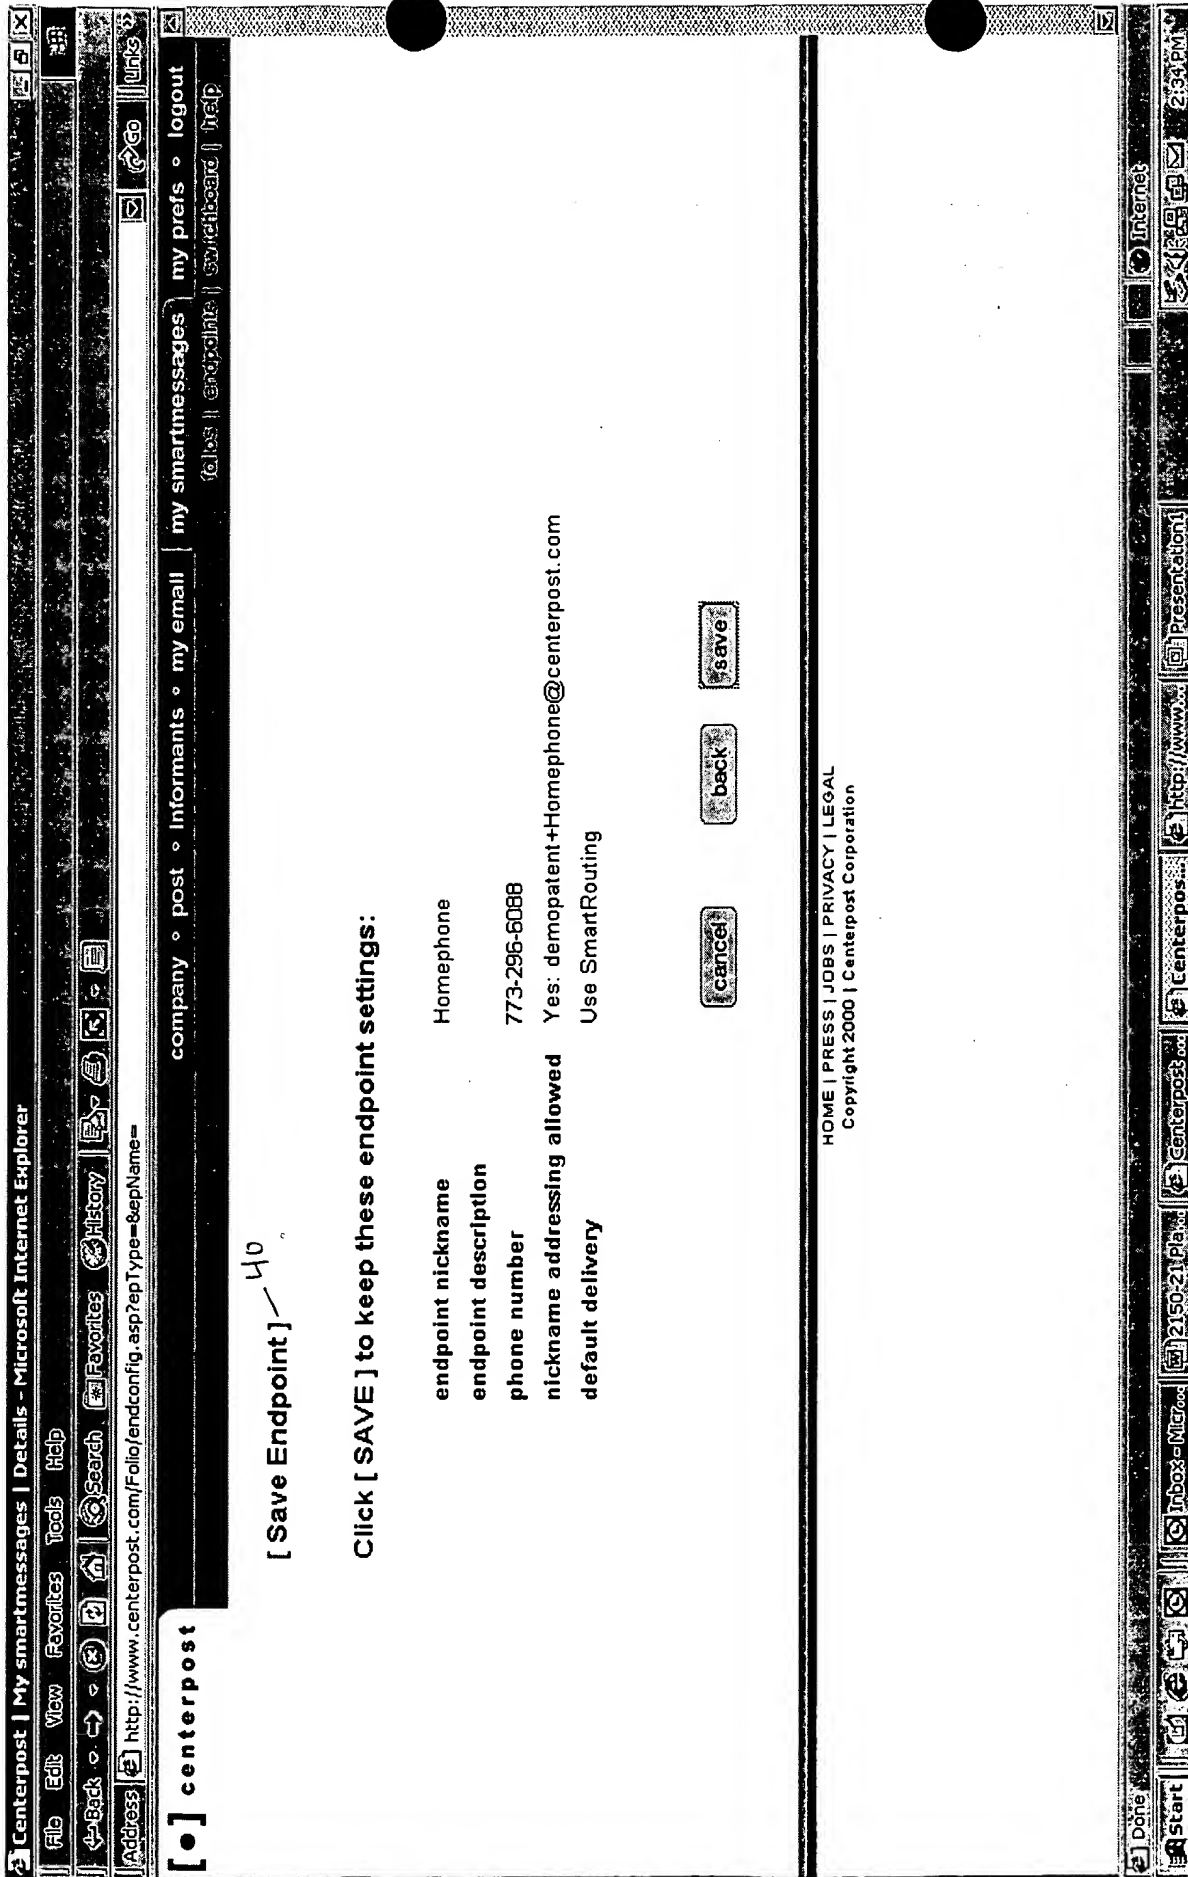 Centerpost | My smartmessages | Details - Microsoft Internet Explorer
File Edit View Favorites Tools Help
Back Search Favorites History
Address http://www.centerpost.com/Folio/endconfig.asp?epType=&epName= Go Links »
[•] centerpost
company ° post ° informants ° my email my smartmessages my prefs ° logout
folios | endpoints | switchboard | help
[ Save Endpoint ] 40
Click [ SAVE ] to keep these endpoint settings:
endpoint nickname Homephone
endpoint description
phone number 773-296-6088
nickname addressing allowed Yes: demopatent+Homephone@centerpost.com
default delivery Use SmartRouting
cancel back save
HOME | PRESS | JOBS | PRIVACY | LEGAL
Copyright 2000 | Centerpost Corporation
Done Internet
Start Inbox - Micr... 2150-21 Pla... Centerpost ... Centerpos... http://www.... Presentation1 2:34 PM